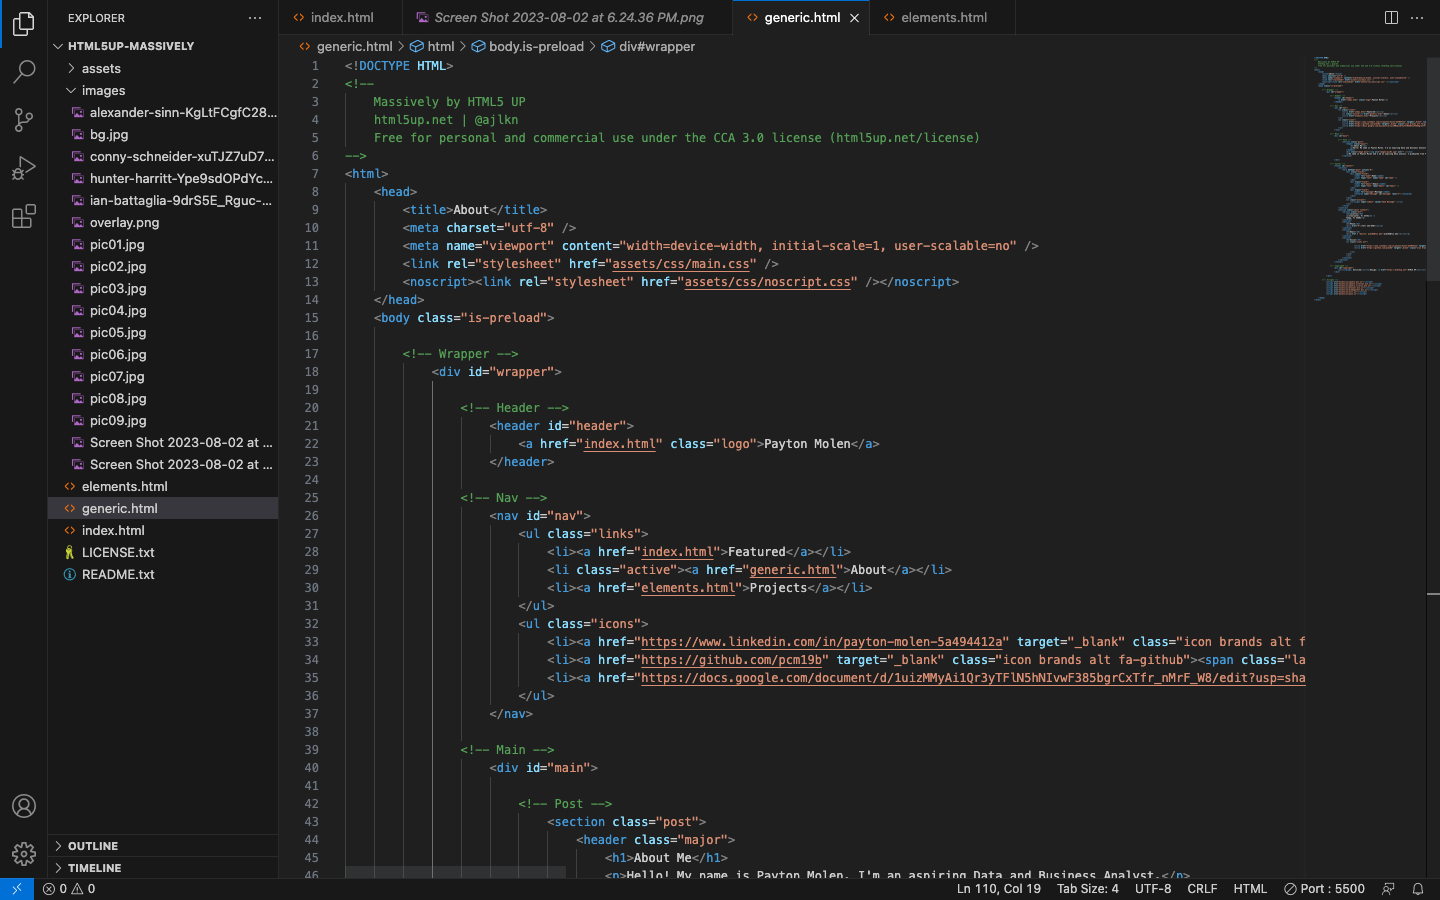 EXPLORER
HTML5UP-MASSIVELY
assets
images
alexander-sinn-KgLtFCgfC28...
bg.jpg
conny-schneider-xuTJZ7uD7...
hunter-harritt-Ype9sdOPdYc...
ian-battaglia-9drS5E_Rguc-...
overlay.png
pic01.jpg
pic02.jpg
pic03.jpg
pic04.jpg
pic05.jpg
pic06.jpg
pic07.jpg
pic08.jpg
pic09.jpg
Screen Shot 2023-08-02 at ...
Screen Shot 2023-08-02 at ...
elements.html
generic.html
index.html
LICENSE.txt
README.txt
OUTLINE
TIMELINE
index.html Screen Shot 2023-08-02 at 6.24.36 PM.png generic.html elements.html
generic.html > html > body.is-preload > div#wrapper
1 <!DOCTYPE HTML>
2 <!--
3 Massively by HTML5 UP
4 html5up.net | @ajlkn
5 Free for personal and commercial use under the CCA 3.0 license (html5up.net/license)
6 -->
7 <html>
8 <head>
9 <title>About</title>
10 <meta charset="utf-8" />
11 <meta name="viewport" content="width=device-width, initial-scale=1, user-scalable=no" />
12 <link rel="stylesheet" href="assets/css/main.css" />
13 <noscript><link rel="stylesheet" href="assets/css/noscript.css" /></noscript>
14 </head>
15 <body class="is-preload">
16
17 <!-- Wrapper -->
18 <div id="wrapper">
19
20 <!-- Header -->
21 <header id="header">
22 <a href="index.html" class="logo">Payton Molen</a>
23 </header>
24
25 <!-- Nav -->
26 <nav id="nav">
27 <ul class="links">
28 <li><a href="index.html">Featured</a></li>
29 <li class="active"><a href="generic.html">About</a></li>
30 <li><a href="elements.html">Projects</a></li>
31 </ul>
32 <ul class="icons">
33 <li><a href="https://www.linkedin.com/in/payton-molen-5a494412a" target="_blank" class="icon brands alt f
34 <li><a href="https://github.com/pcm19b" target="_blank" class="icon brands alt fa-github"><span class="la
35 <li><a href="https://docs.google.com/document/d/1uizMMyAi1Qr3yTFlN5hNIvwF385bgrCxTfr_nMrF_W8/edit?usp=sha
36 </ul>
37 </nav>
38
39 <!-- Main -->
40 <div id="main">
41
42 <!-- Post -->
43 <section class="post">
44 <header class="major">
45 <h1>About Me</h1>
46 <p>Hello! My name is Payton Molen. I'm an aspiring Data and Business Analyst.</p>
0 0 Ln 110, Col 19 Tab Size: 4 UTF-8 CRLF HTML Port : 5500